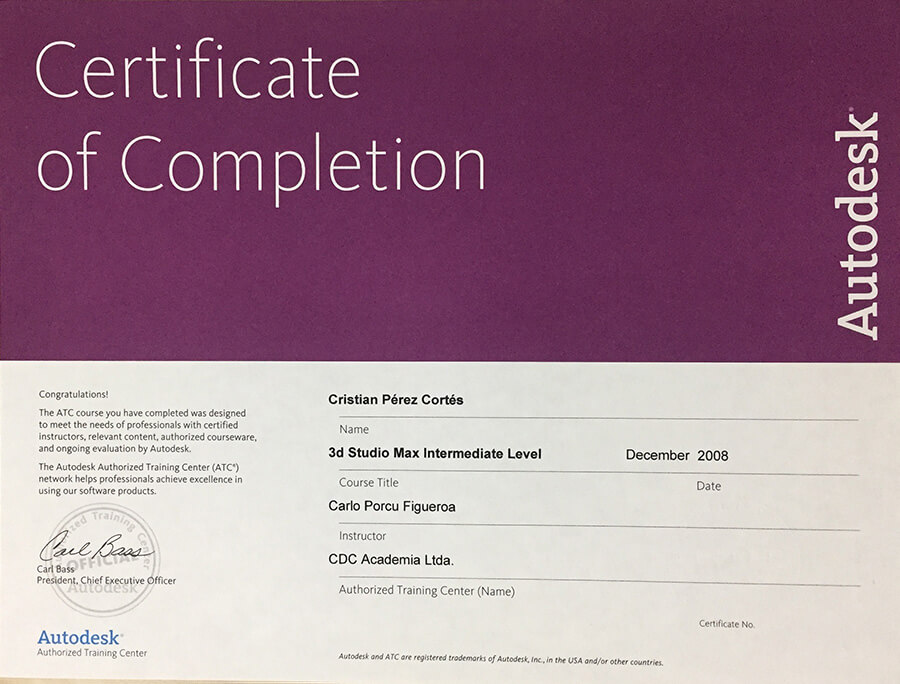 Certificate
of Completion
Autodesk®
Congratulations!
The ATC course you have completed was designed
to meet the needs of professionals with certified
instructors, relevant content, authorized courseware,
and ongoing evaluation by Autodesk.
The Autodesk Authorized Training Center (ATC®)
network helps professionals achieve excellence in
using our software products.
Training Center
OFFICIAL
Autodesk
Carl Bass
Carl Bass
President, Chief Executive Officer
Autodesk®
Authorized Training Center
Cristian Pérez Cortés
Name
3d Studio Max Intermediate Level December 2008
Course Title Date
Carlo Porcu Figueroa
Instructor
CDC Academia Ltda.
Authorized Training Center (Name)
Certificate No.
Autodesk and ATC are registered trademarks of Autodesk, Inc., in the USA and/or other countries.